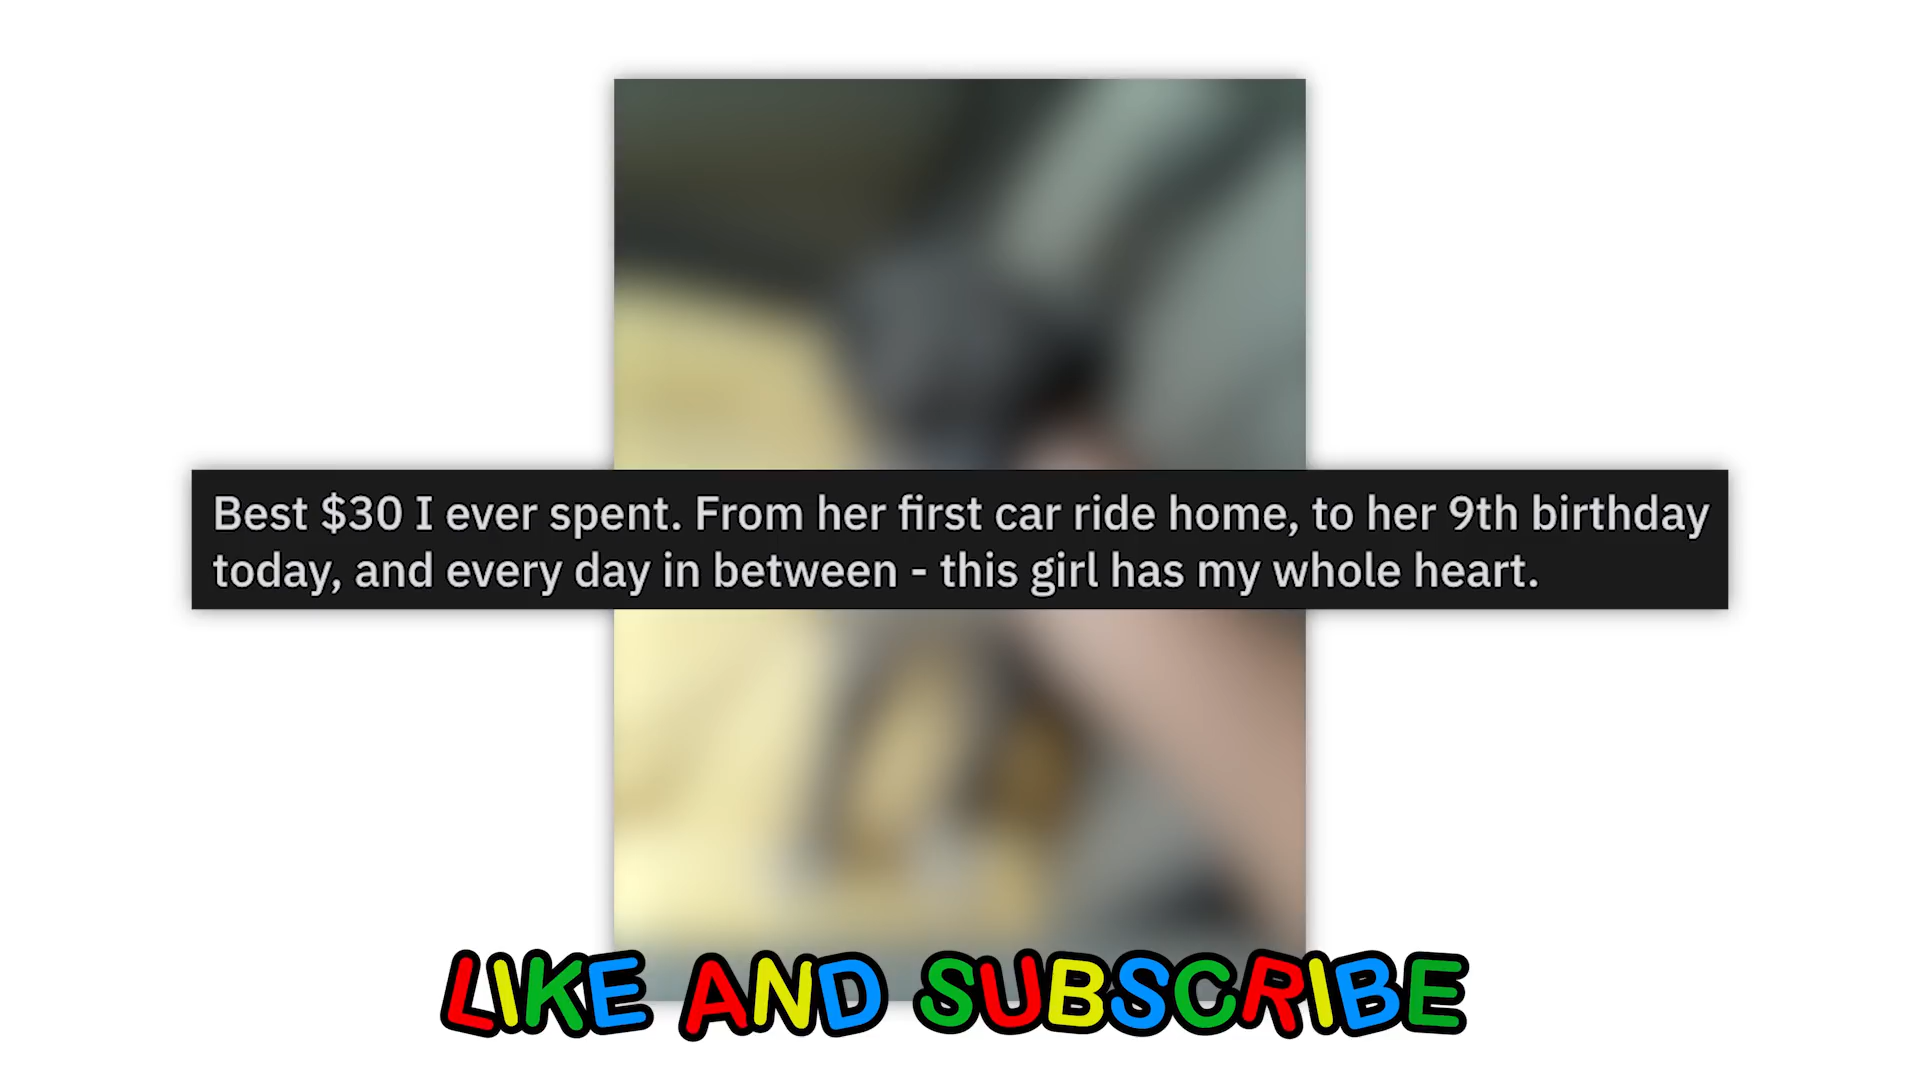 Best $30 I ever spent. From her first car ride home, to her 9th birthday
today, and every day in between - this girl has my whole heart.
LIKE AND SUBSCRIBE